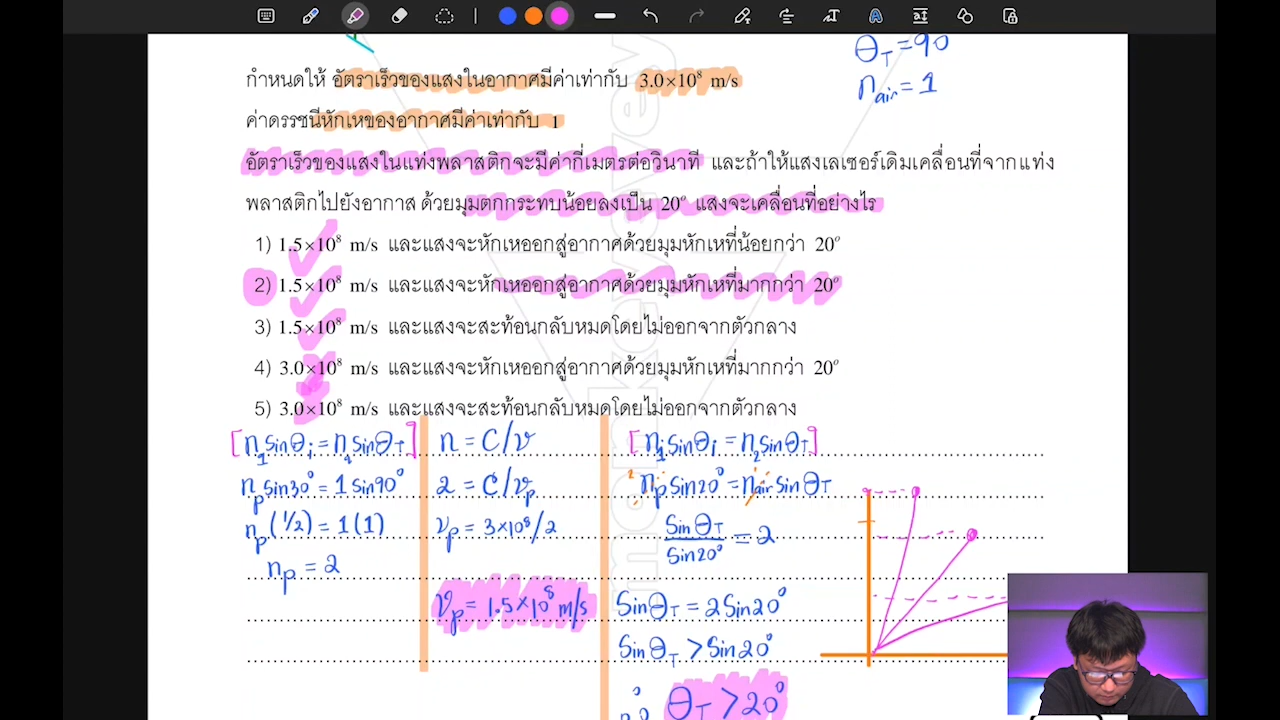 θT = 90
nair = 1
กำหนดให้ อัตราเร็วของแสงในอากาศมีค่าเท่ากับ 3.0×10⁸ m/s
ค่าดรรชนีหักเหของอากาศมีค่าเท่ากับ 1
อัตราเร็วของแสงในแท่งพลาสติกจะมีค่ากี่เมตรต่อวินาที และถ้าให้แสงเลเซอร์เดิมเคลื่อนที่จากแท่ง
พลาสติกไปยังอากาศ ด้วยมุมตกกระทบน้อยลงเป็น 20° แสงจะเคลื่อนที่อย่างไร
1) 1.5×10⁸ m/s และแสงจะหักเหออกสู่อากาศด้วยมุมหักเหที่น้อยกว่า 20°
2) 1.5×10⁸ m/s และแสงจะหักเหออกสู่อากาศด้วยมุมหักเหที่มากกว่า 20°
3) 1.5×10⁸ m/s และแสงจะสะท้อนกลับหมดโดยไม่ออกจากตัวกลาง
4) 3.0×10⁸ m/s และแสงจะหักเหออกสู่อากาศด้วยมุมหักเหที่มากกว่า 20°
5) 3.0×10⁸ m/s และแสงจะสะท้อนกลับหมดโดยไม่ออกจากตัวกลาง
[n₁sinθi = n₂sinθT]
np sin30° = 1 sin90°
np (1/2) = 1(1)
np = 2
n = c/v
2 = c/vp
vp = 3×10⁸/2
vp = 1.5×10⁸ m/s
[n₁sinθi = n₂sinθT]
np sin20° = nair sinθT
sinθT/sin20° = 2
sinθT = 2sin20°
sinθT > sin20°
θT > 20°
monkeyevey